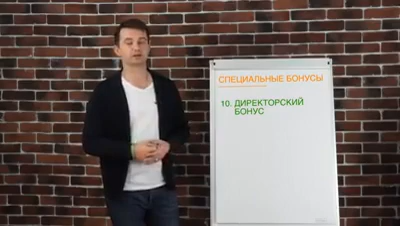 СПЕЦИАЛЬНЫЕ БОНУСЫ
10. ДИРЕКТОРСКИЙ
БОНУС